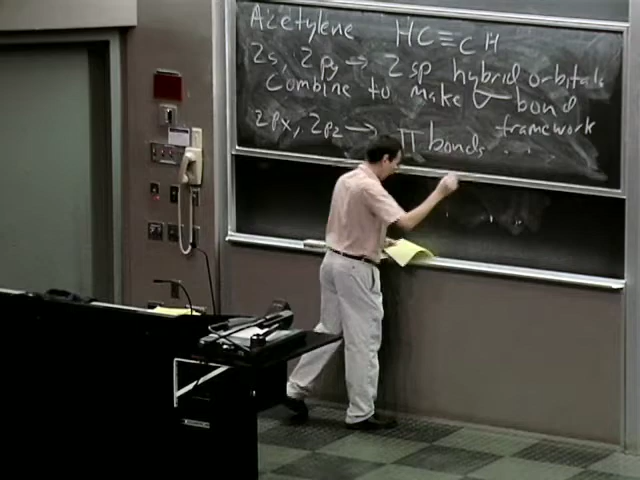 Acetylene HC≡CH
2s, 2py → 2 sp hybrid orbitals
Combine to make σ-bond
framework
2px, 2pz → π bonds . . .